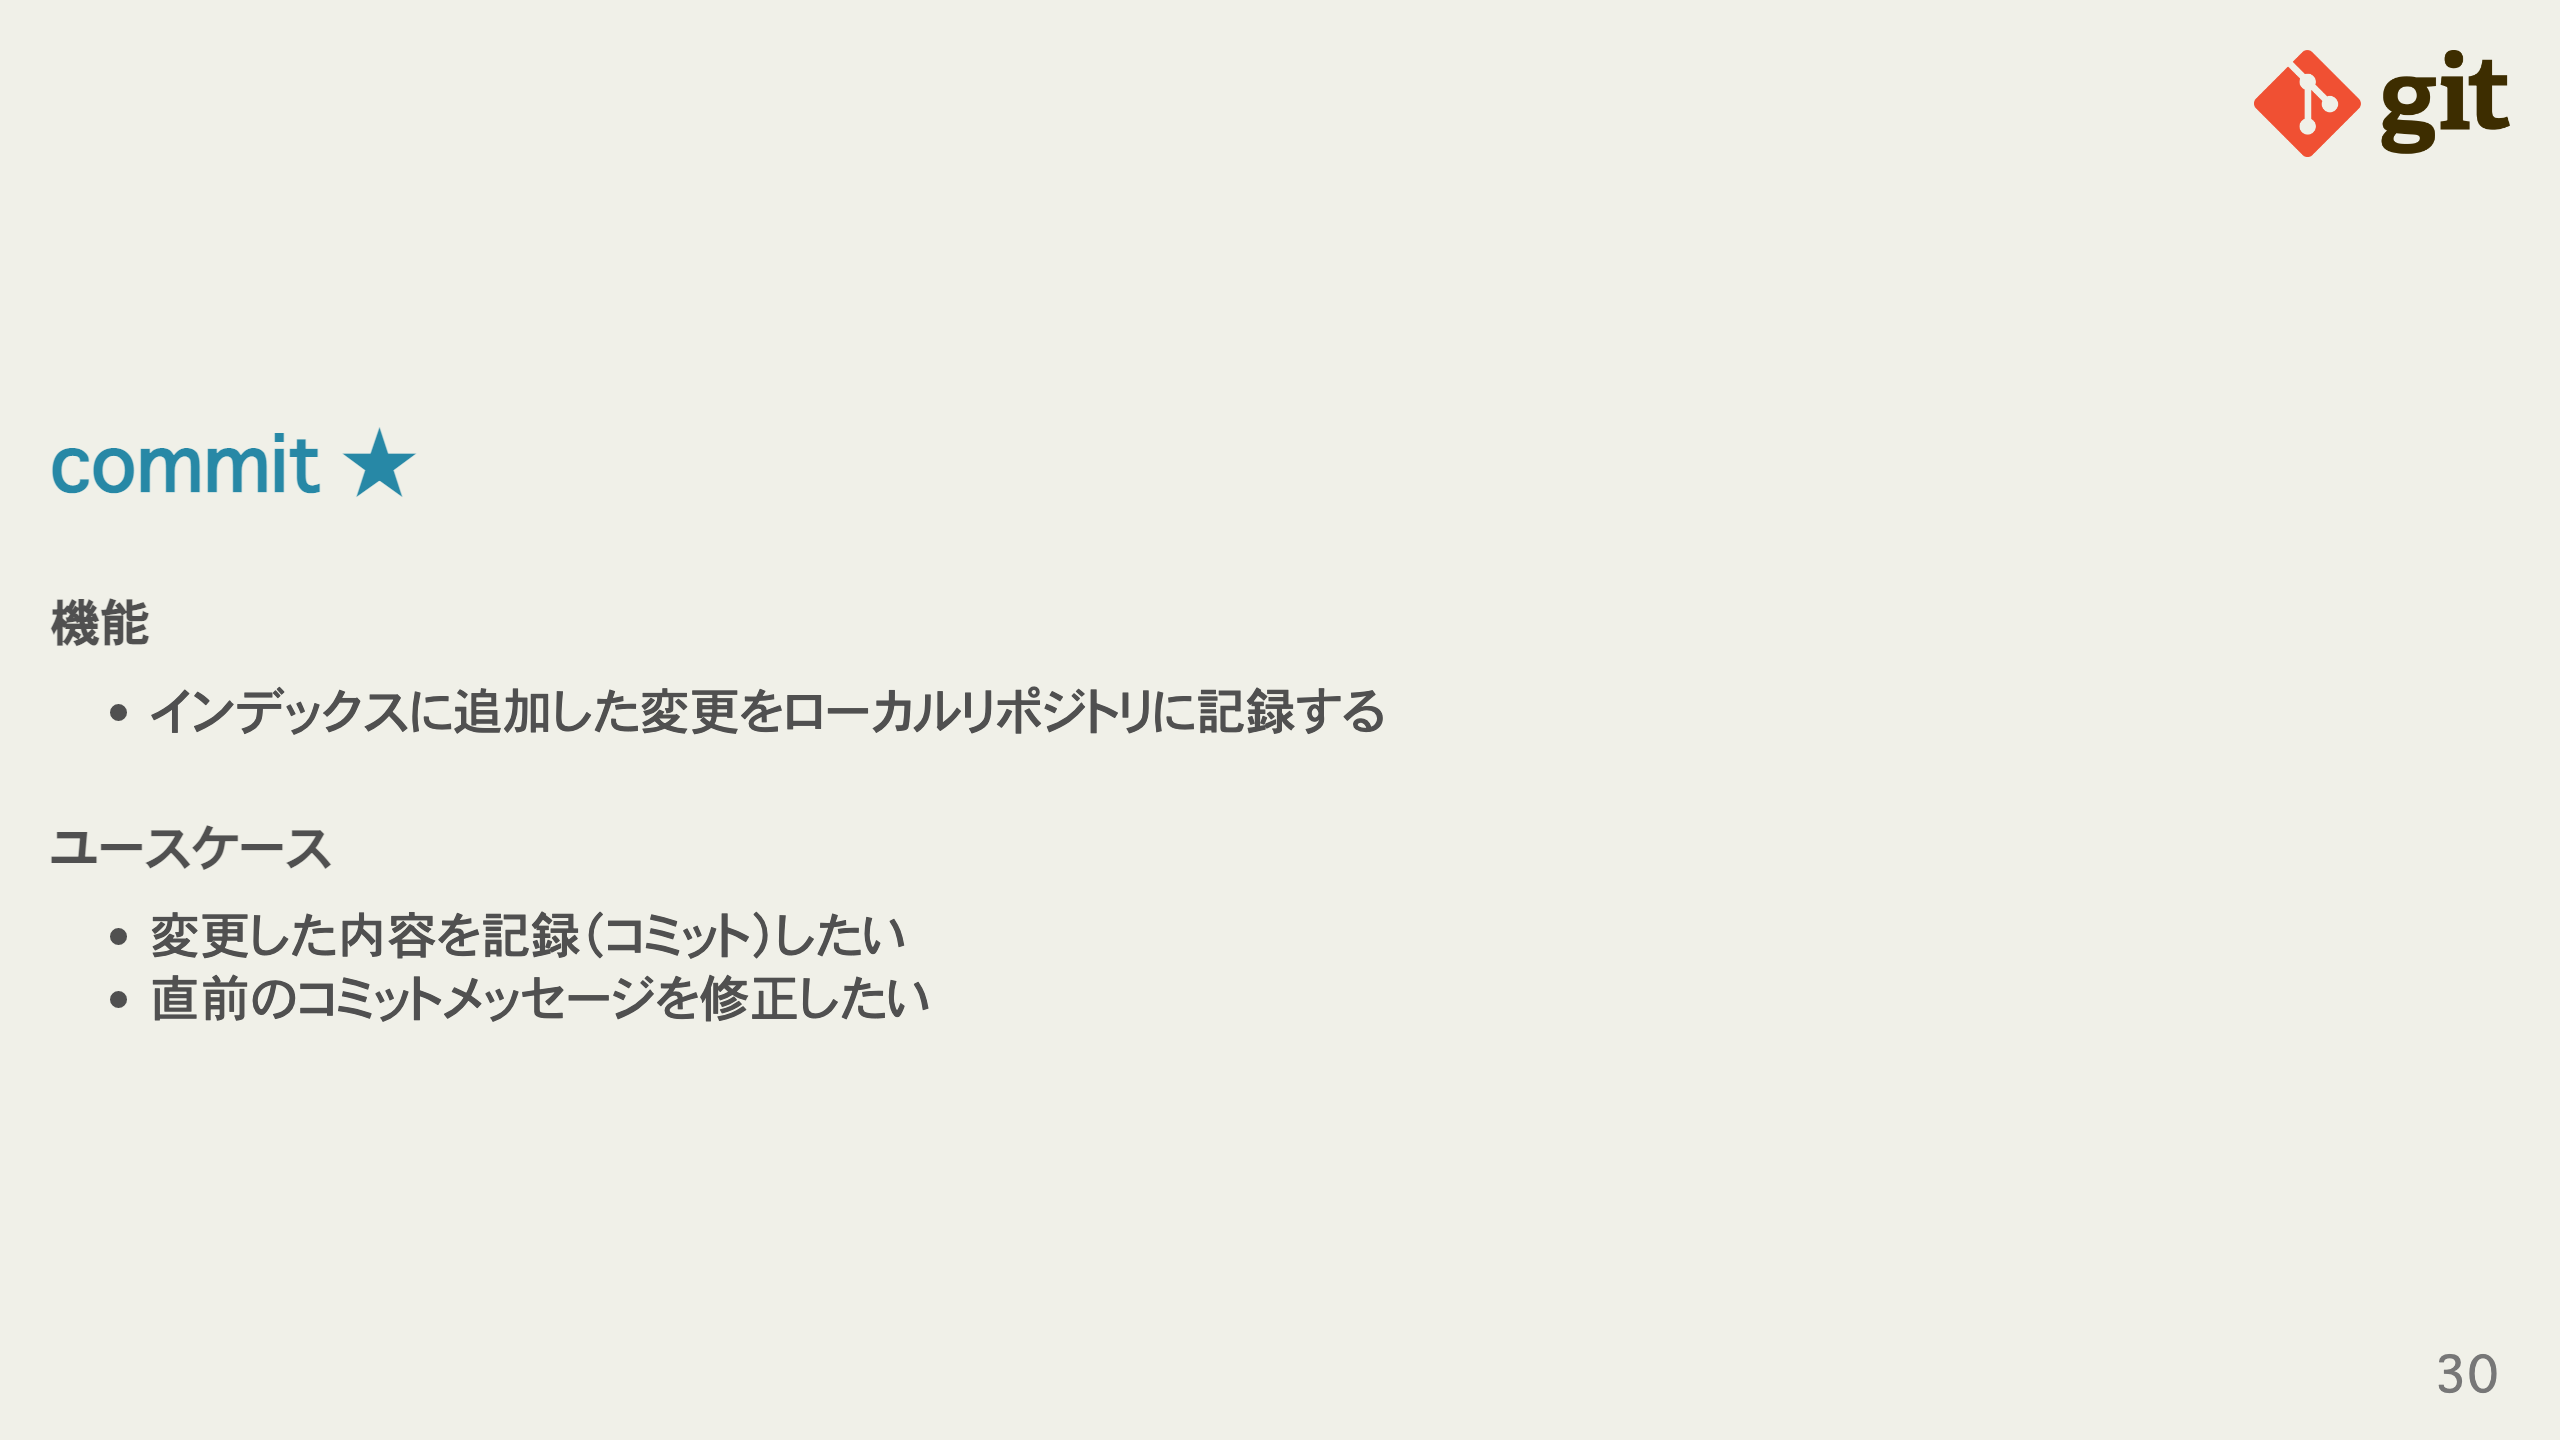 git
commit ★
機能
• インデックスに追加した変更をローカルリポジトリに記録する
ユースケース
• 変更した内容を記録（コミット）したい
• 直前のコミットメッセージを修正したい
30